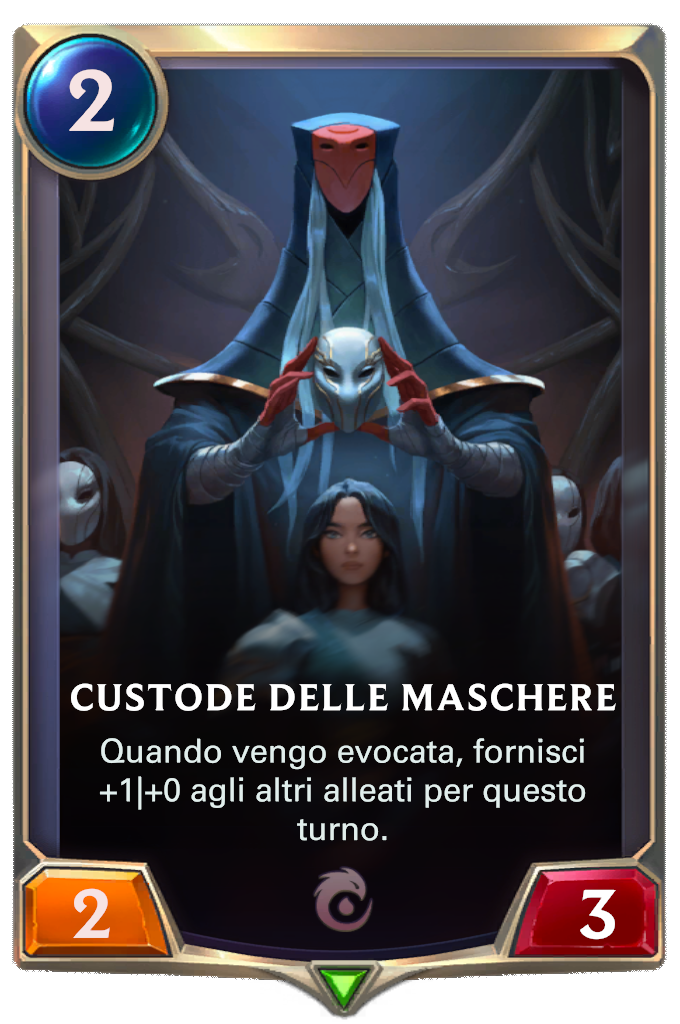 2
CUSTODE DELLE MASCHERE
Quando vengo evocata, fornisci
+1|+0 agli altri alleati per questo
turno.
2
3